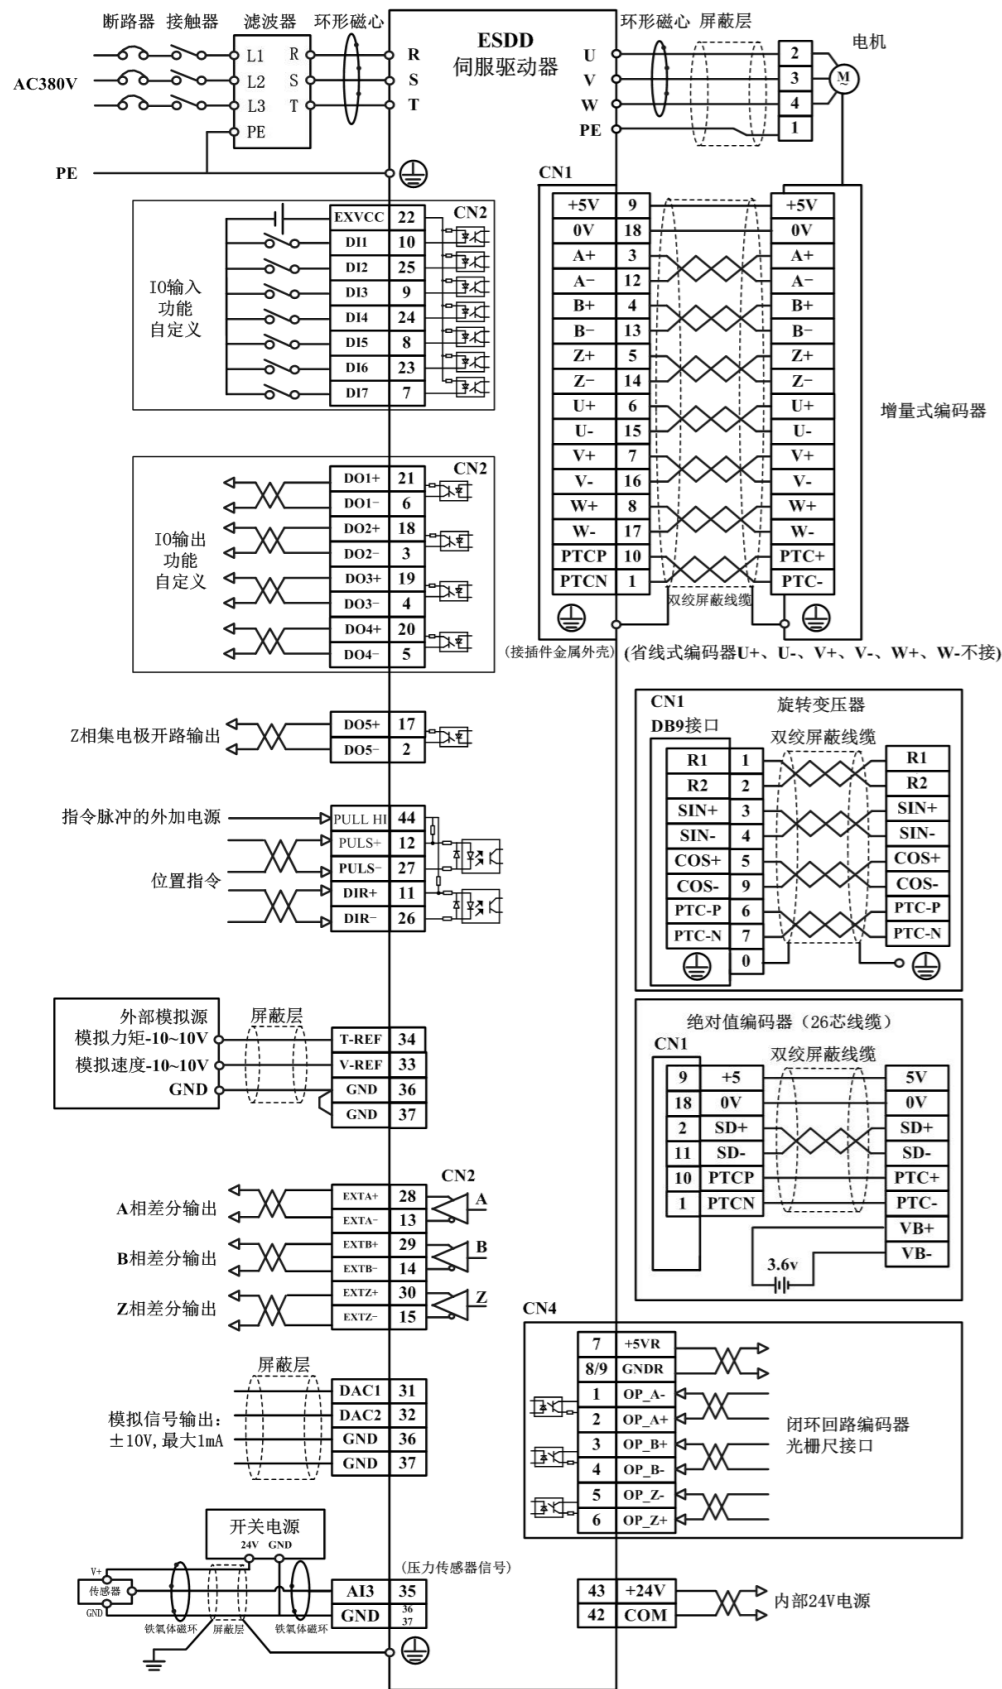 断路器 接触器 滤波器 环形磁心
ESDD
伺服驱动器
环形磁心 屏蔽层
电机
AC380V
L1 R R
L2 S S
L3 T T
PE
PE
U 2
V 3
W 4
PE 1
M
~
CN2
EXVCC 22
DI1 10
DI2 25
DI3 9
DI4 24
DI5 8
DI6 23
DI7 7
IO输入
功能
自定义
CN1
+5V 9 +5V
0V 18 0V
A+ 3 A+
A- 12 A-
B+ 4 B+
B- 13 B-
Z+ 5 Z+
Z- 14 Z-
U+ 6 U+
U- 15 U-
V+ 7 V+
V- 16 V-
W+ 8 W+
W- 17 W-
PTCP 10 PTC+
PTCN 1 PTC-
增量式编码器
双绞屏蔽线缆
(接插件金属外壳)
(省线式编码器U+、U-、V+、V-、W+、W-不接)
CN2
DO1+ 21
DO1- 6
DO2+ 18
DO2- 3
DO3+ 19
DO3- 4
DO4+ 20
DO4- 5
IO输出
功能
自定义
Z相集电极开路输出
DO5+ 17
DO5- 2
指令脉冲的外加电源
位置指令
PULL HI 44
PULS+ 12
PULS- 27
DIR+ 11
DIR- 26
CN1
DB9接口
旋转变压器
双绞屏蔽线缆
R1 1 R1
R2 2 R2
SIN+ 3 SIN+
SIN- 4 SIN-
COS+ 5 COS+
COS- 9 COS-
PTC-P 6 PTC-P
PTC-N 7 PTC-N
0
外部模拟源
屏蔽层
模拟力矩-10~10V T-REF 34
模拟速度-10~10V V-REF 33
GND GND 36
GND 37
绝对值编码器（26芯线缆）
CN1
双绞屏蔽线缆
9 +5 5V
18 0V 0V
2 SD+ SD+
11 SD- SD-
10 PTCP PTC+
1 PTCN PTC-
VB+
VB-
3.6v
CN2
A相差分输出
EXTA+ 28
EXTA- 13
A
B相差分输出
EXTB+ 29
EXTB- 14
B
Z相差分输出
EXTZ+ 30
EXTZ- 15
Z
CN4
7 +5VR
8/9 GNDR
1 OP_A-
2 OP_A+
3 OP_B+
4 OP_B-
5 OP_Z-
6 OP_Z+
闭环回路编码器
光栅尺接口
屏蔽层
模拟信号输出:
±10V,最大1mA
DAC1 31
DAC2 32
GND 36
GND 37
开关电源
24V GND
(压力传感器信号)
V+
传感器
GND
AI3 35
GND 36
37
铁氧体磁环 屏蔽层 铁氧体磁环
43 +24V
42 COM
内部24V电源